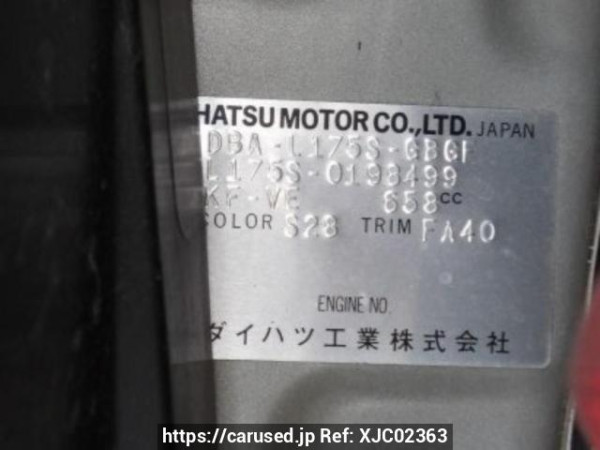 HATSU MOTOR CO.,LTD. JAPAN
DBA-L175S-GBGF
L175S-0198499
KF-VE 658cc
COLOR S28 TRIM FA40
ENGINE NO.
ダイハツ工業株式会社
https://carused.jp Ref: XJC02363